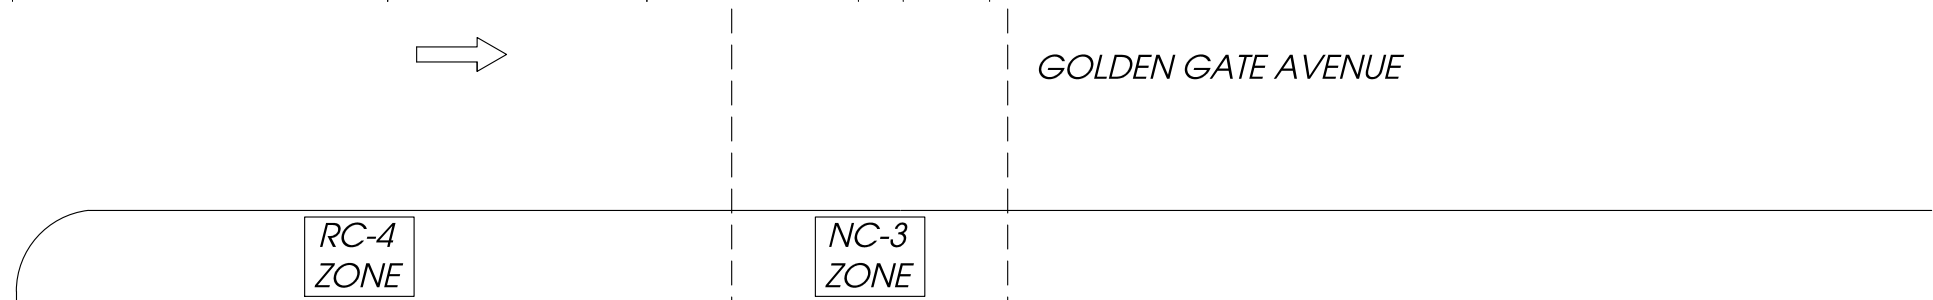 GOLDEN GATE AVENUE
RC-4
ZONE
NC-3
ZONE